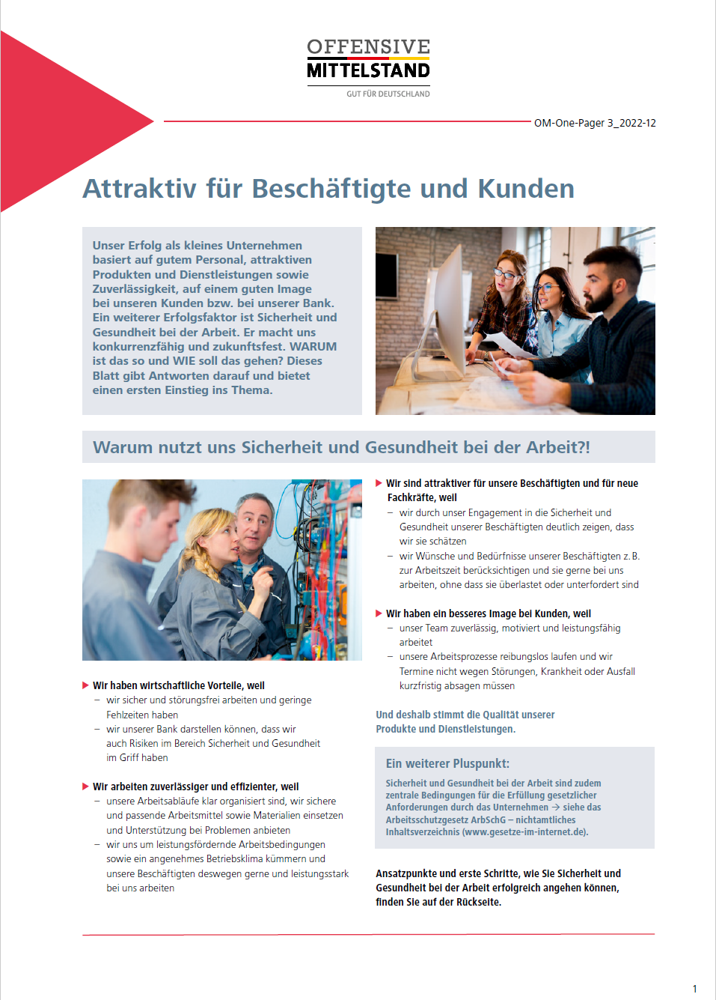 OFFENSIVE
MITTELSTAND
GUT FÜR DEUTSCHLAND
OM-One-Pager 3_2022-12
Attraktiv für Beschäftigte und Kunden
Unser Erfolg als kleines Unternehmen
basiert auf gutem Personal, attraktiven
Produkten und Dienstleistungen sowie
Zuverlässigkeit, auf einem guten Image
bei unseren Kunden bzw. bei unserer Bank.
Ein weiterer Erfolgsfaktor ist Sicherheit und
Gesundheit bei der Arbeit. Er macht uns
konkurrenzfähig und zukunftsfest. WARUM
ist das so und WIE soll das gehen? Dieses
Blatt gibt Antworten darauf und bietet
einen ersten Einstieg ins Thema.
Warum nutzt uns Sicherheit und Gesundheit bei der Arbeit?!
Wir haben wirtschaftliche Vorteile, weil
– wir sicher und störungsfrei arbeiten und geringe
Fehlzeiten haben
– wir unserer Bank darstellen können, dass wir
auch Risiken im Bereich Sicherheit und Gesundheit
im Griff haben
Wir arbeiten zuverlässiger und effizienter, weil
– unsere Arbeitsabläufe klar organisiert sind, wir sichere
und passende Arbeitsmittel sowie Materialien einsetzen
und Unterstützung bei Problemen anbieten
– wir uns um leistungsfördernde Arbeitsbedingungen
sowie ein angenehmes Betriebsklima kümmern und
unsere Beschäftigten deswegen gerne und leistungsstark
bei uns arbeiten
Wir sind attraktiver für unsere Beschäftigten und für neue
Fachkräfte, weil
– wir durch unser Engagement in die Sicherheit und
Gesundheit unserer Beschäftigten deutlich zeigen, dass
wir sie schätzen
– wir Wünsche und Bedürfnisse unserer Beschäftigten z. B.
zur Arbeitszeit berücksichtigen und sie gerne bei uns
arbeiten, ohne dass sie überlastet oder unterfordert sind
Wir haben ein besseres Image bei Kunden, weil
– unser Team zuverlässig, motiviert und leistungsfähig
arbeitet
– unsere Arbeitsprozesse reibungslos laufen und wir
Termine nicht wegen Störungen, Krankheit oder Ausfall
kurzfristig absagen müssen
Und deshalb stimmt die Qualität unserer
Produkte und Dienstleistungen.
Ein weiterer Pluspunkt:
Sicherheit und Gesundheit bei der Arbeit sind zudem
zentrale Bedingungen für die Erfüllung gesetzlicher
Anforderungen durch das Unternehmen → siehe das
Arbeitsschutzgesetz ArbSchG – nichtamtliches
Inhaltsverzeichnis (www.gesetze-im-internet.de).
Ansatzpunkte und erste Schritte, wie Sie Sicherheit und
Gesundheit bei der Arbeit erfolgreich angehen können,
finden Sie auf der Rückseite.
1